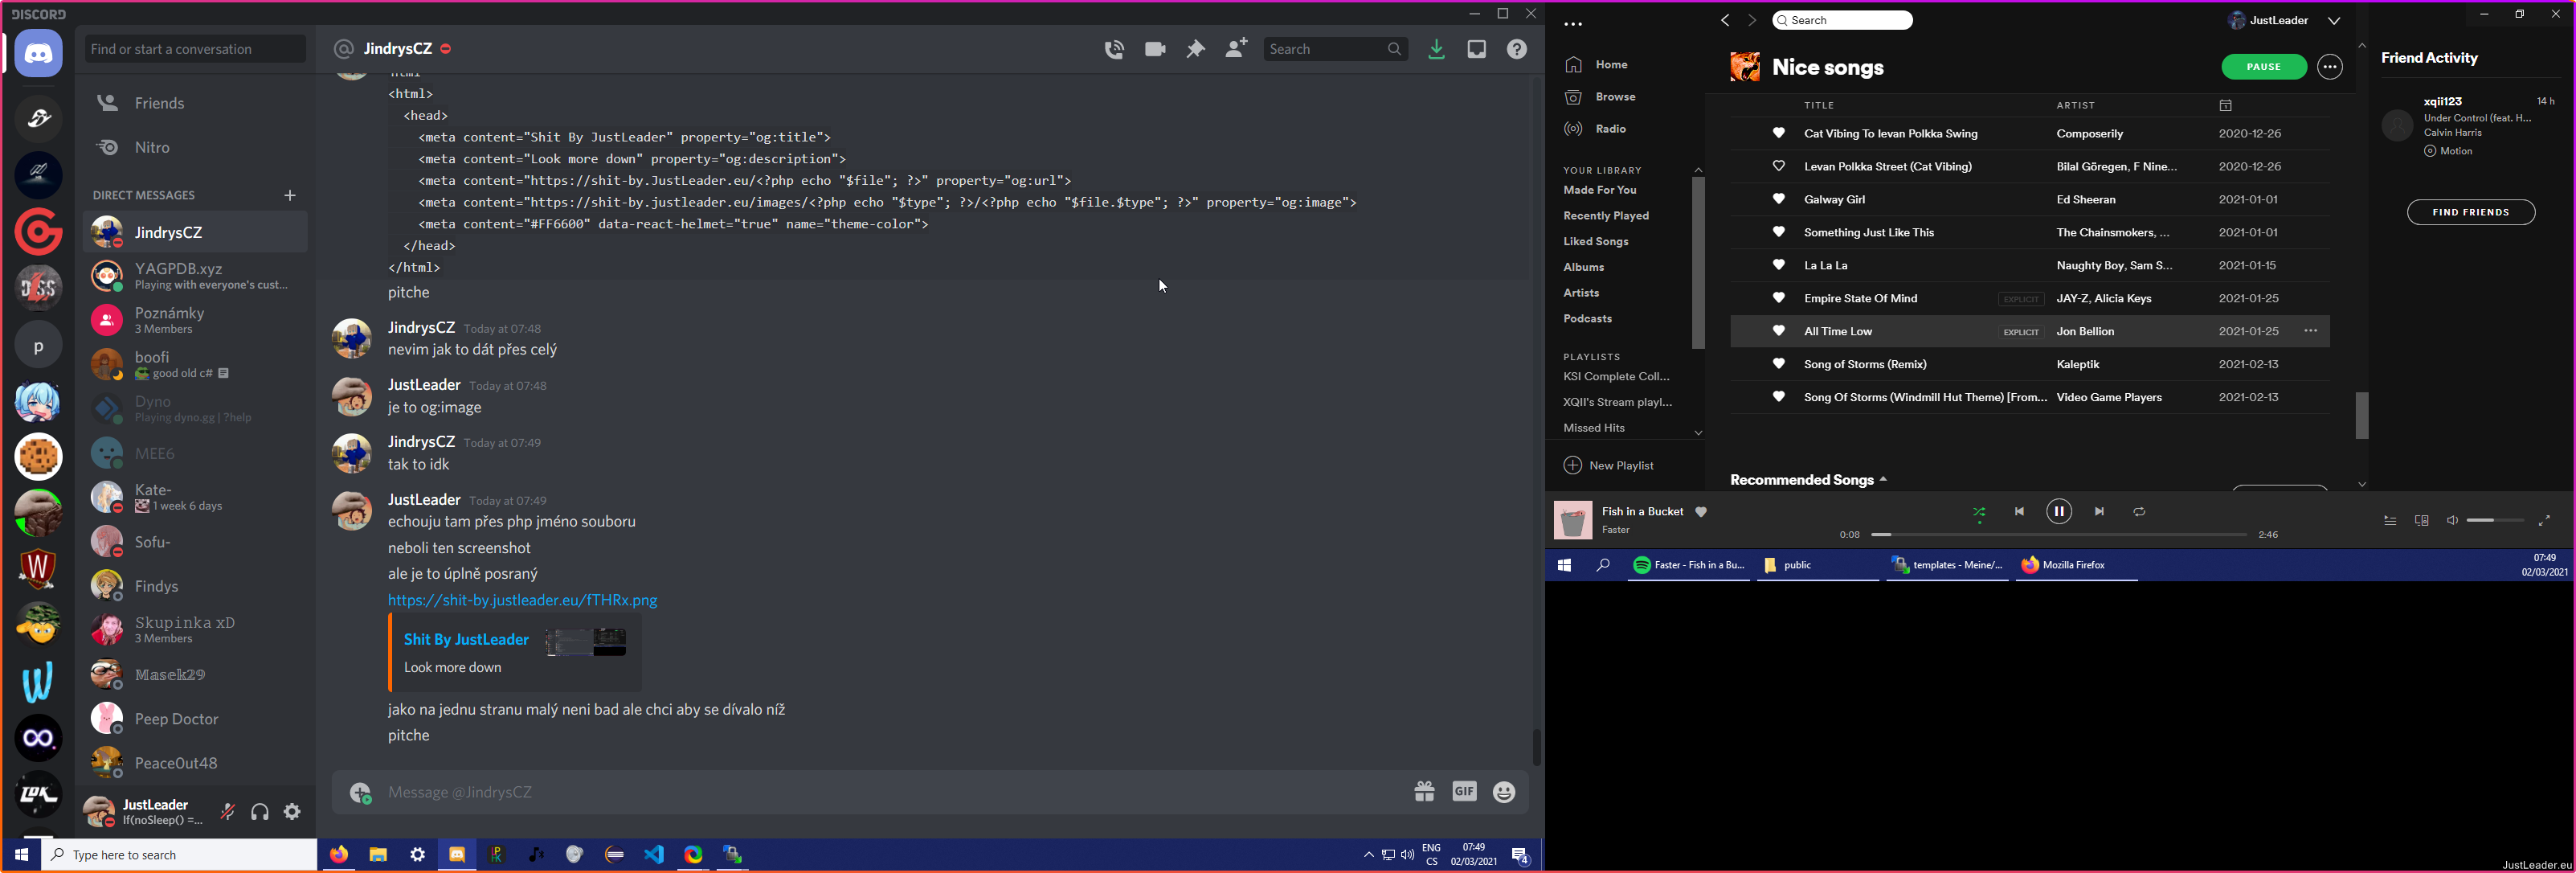 DISCORD
Find or start a conversation
Friends
Nitro
DIRECT MESSAGES
JindrysCZ
YAGPDB.xyz
Playing with everyone's cust...
Poznámky
3 Members
boofi
good old c#
Dyno
Playing dyno.gg | ?help
MEE6
Kate-
1 week 6 days
Sofu-
Findys
Skupinka xD
3 Members
𝕄𝕒𝕤𝕖𝕜𝟚𝟡
Peep Doctor
Peace0ut48
JustLeader
If(noSleep() =...
p
JindrysCZ
Search
<html>
<head>
<meta content="Shit By JustLeader" property="og:title">
<meta content="Look more down" property="og:description">
<meta content="https://shit-by.JustLeader.eu/<?php echo "$file"; ?>" property="og:url">
<meta content="https://shit-by.justleader.eu/images/<?php echo "$type"; ?>/<?php echo "$file.$type"; ?>" property="og:image">
<meta content="#FF6600" data-react-helmet="true" name="theme-color">
</head>
</html>
pitche
JindrysCZ Today at 07:48
nevim jak to dát přes celý
JustLeader Today at 07:48
je to og:image
JindrysCZ Today at 07:49
tak to idk
JustLeader Today at 07:49
echouju tam přes php jméno souboru
neboli ten screenshot
ale je to úplně posraný
https://shit-by.justleader.eu/fTHRx.png
Shit By JustLeader
Look more down
jako na jednu stranu malý neni bad ale chci aby se dívalo níž
pitche
Message @JindrysCZ
GIF
Type here to search
ENG
CS
07:49
02/03/2021
4
Search
JustLeader
Home
Browse
Radio
YOUR LIBRARY
Made For You
Recently Played
Liked Songs
Albums
Artists
Podcasts
PLAYLISTS
KSI Complete Coll...
XQII's Stream playl...
Missed Hits
New Playlist
Nice songs
PAUSE
TITLE ARTIST
Cat Vibing To Ievan Polkka Swing Composerily 2020-12-26
Levan Polkka Street (Cat Vibing) Bilal Göregen, F Nine... 2020-12-26
Galway Girl Ed Sheeran 2021-01-01
Something Just Like This The Chainsmokers, ... 2021-01-01
La La La Naughty Boy, Sam S... 2021-01-15
Empire State Of Mind EXPLICIT JAY-Z, Alicia Keys 2021-01-25
All Time Low EXPLICIT Jon Bellion 2021-01-25
Song of Storms (Remix) Kaleptik 2021-02-13
Song Of Storms (Windmill Hut Theme) [From... Video Game Players 2021-02-13
Recommended Songs
Friend Activity
xqii123 14 h
Under Control (feat. H...
Calvin Harris
Motion
FIND FRIENDS
Fish in a Bucket
Faster
0:08
2:46
Faster - Fish in a Bu...
public
templates - Meine/...
Mozilla Firefox
07:49
02/03/2021
JustLeader.eu